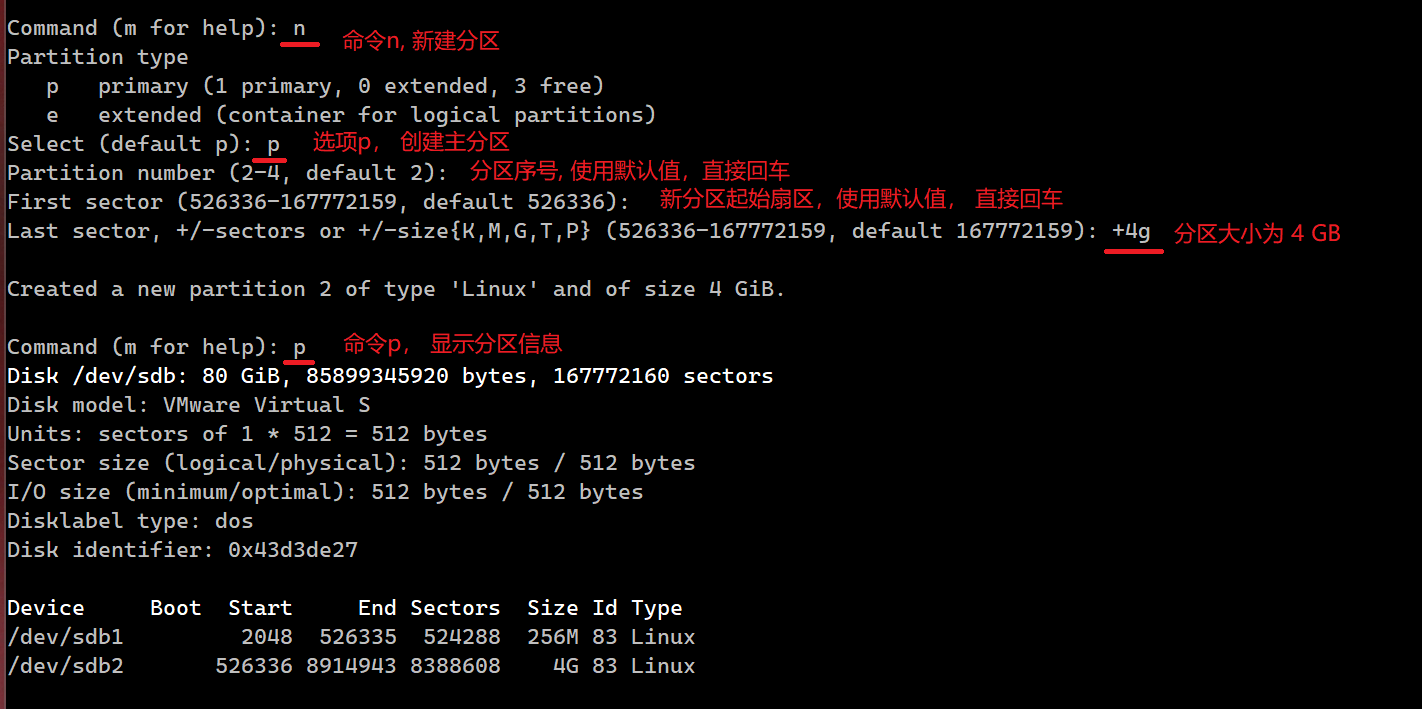 Command (m for help): n 命令n, 新建分区
Partition type
   p   primary (1 primary, 0 extended, 3 free)
   e   extended (container for logical partitions)
Select (default p): p 选项p， 创建主分区
Partition number (2-4, default 2): 分区序号, 使用默认值，直接回车
First sector (526336-167772159, default 526336): 新分区起始扇区，使用默认值， 直接回车
Last sector, +/-sectors or +/-size{K,M,G,T,P} (526336-167772159, default 167772159): +4g 分区大小为 4 GB
Created a new partition 2 of type 'Linux' and of size 4 GiB.
Command (m for help): p 命令p， 显示分区信息
Disk /dev/sdb: 80 GiB, 85899345920 bytes, 167772160 sectors
Disk model: VMware Virtual S
Units: sectors of 1 * 512 = 512 bytes
Sector size (logical/physical): 512 bytes / 512 bytes
I/O size (minimum/optimal): 512 bytes / 512 bytes
Disklabel type: dos
Disk identifier: 0x43d3de27
Device     Boot  Start     End Sectors  Size Id Type
/dev/sdb1         2048  526335  524288  256M 83 Linux
/dev/sdb2       526336 8914943 8388608    4G 83 Linux